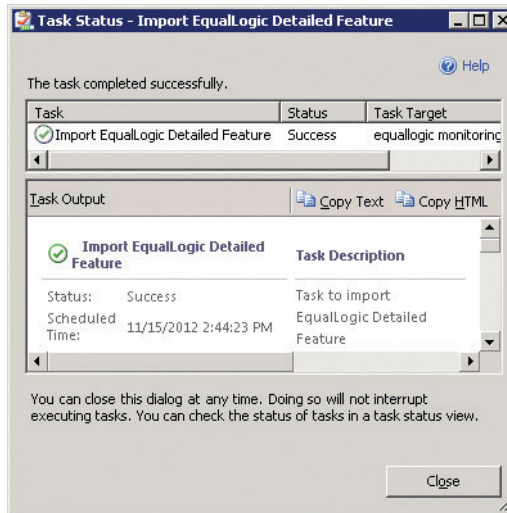 Task Status - Import EqualLogic Detailed Feature
Help
The task completed successfully.
Task Status Task Target
Import EqualLogic Detailed Feature Success equallogic monitoring
Task Output Copy Text Copy HTML
Import EqualLogic Detailed
Feature
Task Description
Status: Success
Scheduled
Time: 11/15/2012 2:44:23 PM
Task to import
EqualLogic Detailed
Feature
You can close this dialog at any time. Doing so will not interrupt
executing tasks. You can check the status of tasks in a task status view.
Close